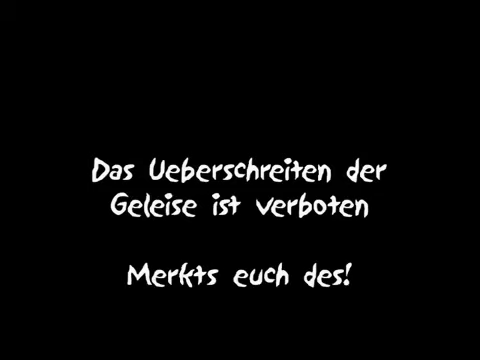 Das Ueberschreiten der
Geleise ist verboten
Merkts euch des!